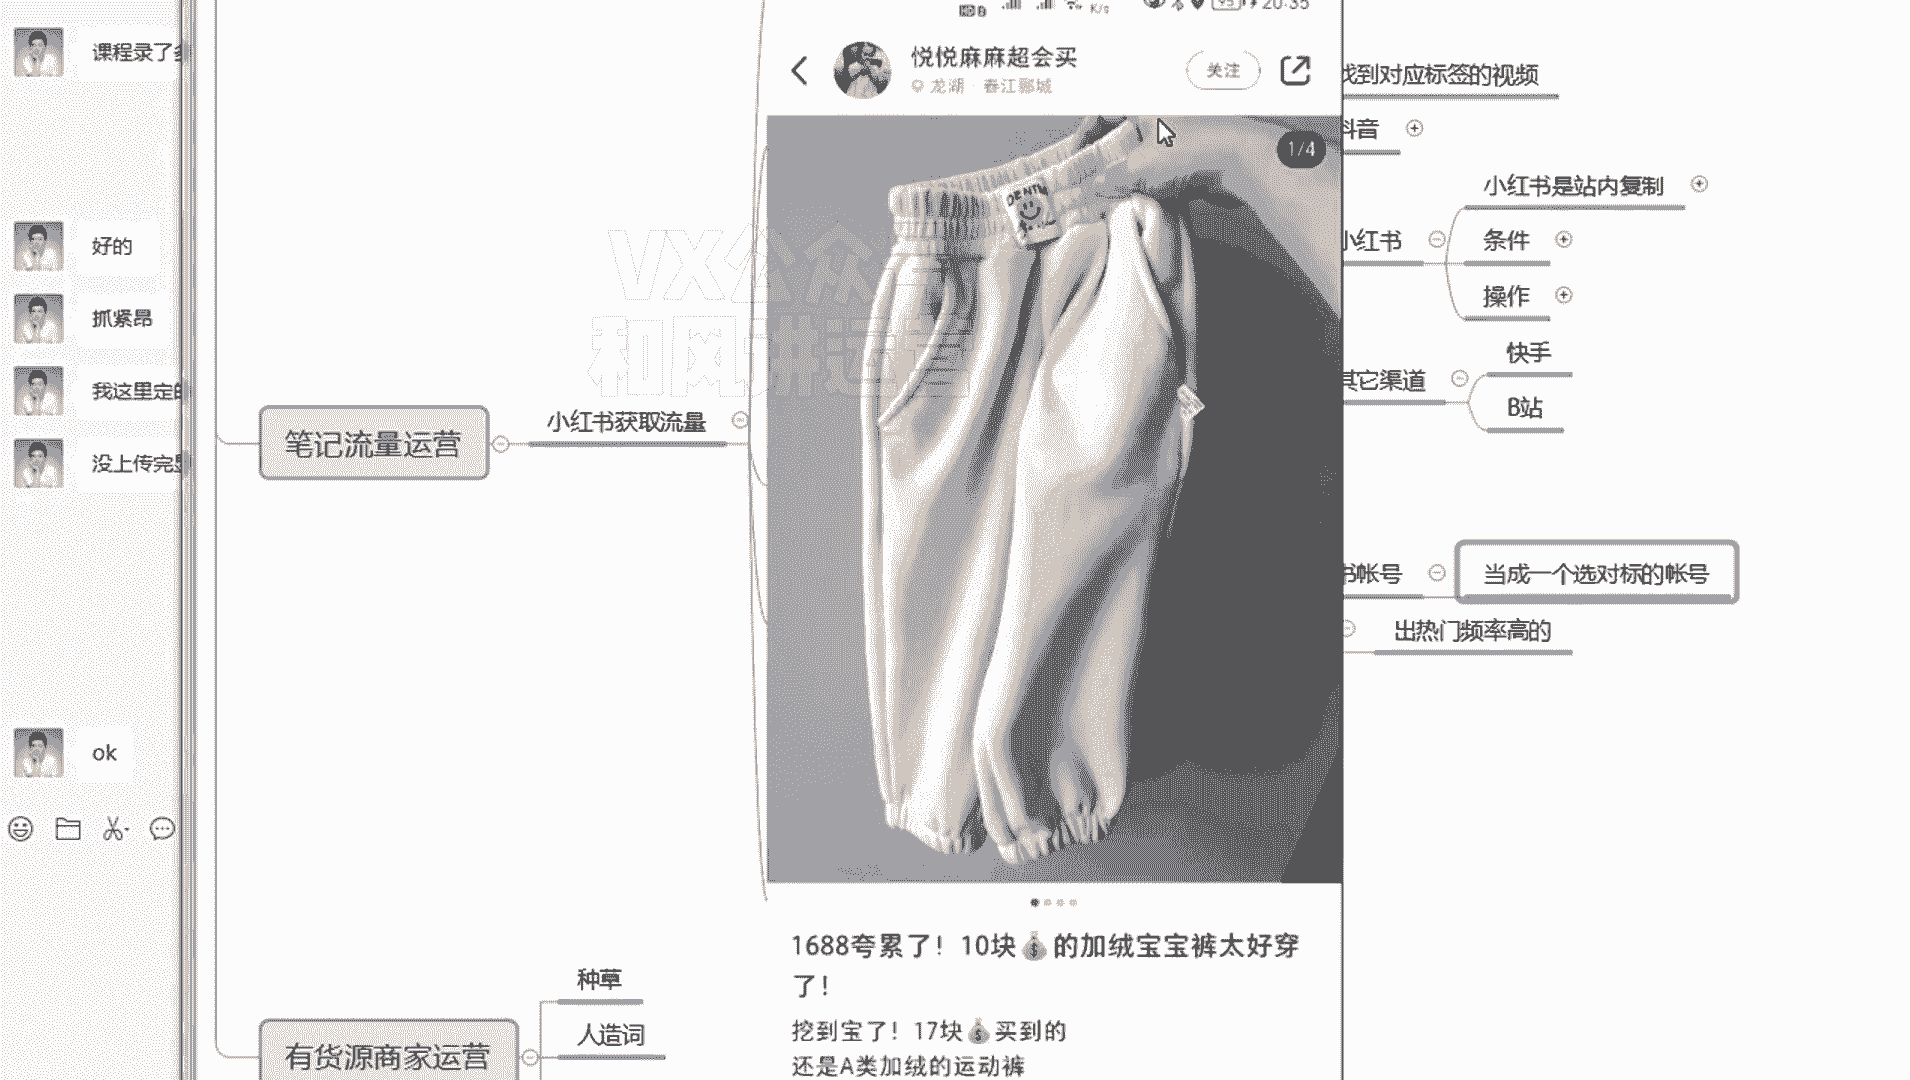 课程录了
好的
抓紧昂
我这里定
没上传完
ok
笔记流量运营
小红书获取流量
有货源商家运营
种草
人造词
VX公众
和风讲运营
K/s
20:35
悦悦麻麻超会买
龙湖·春江郦城
关注
1/4
DENIM
1688夸累了！10块💰的加绒宝宝裤太好穿
了！
挖到宝了！17块💰买到的
还是A类加绒的运动裤
找到对应标签的视频
抖音
小红书
小红书是站内复制
条件
操作
其它渠道
快手
B站
书帐号
当成一个选对标的帐号
出热门频率高的